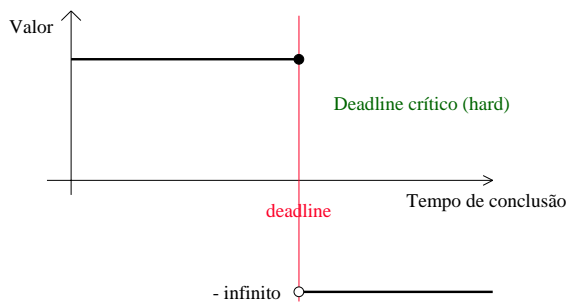 Valor
Deadline crítico (hard)
Tempo de conclusão
deadline
- infinito